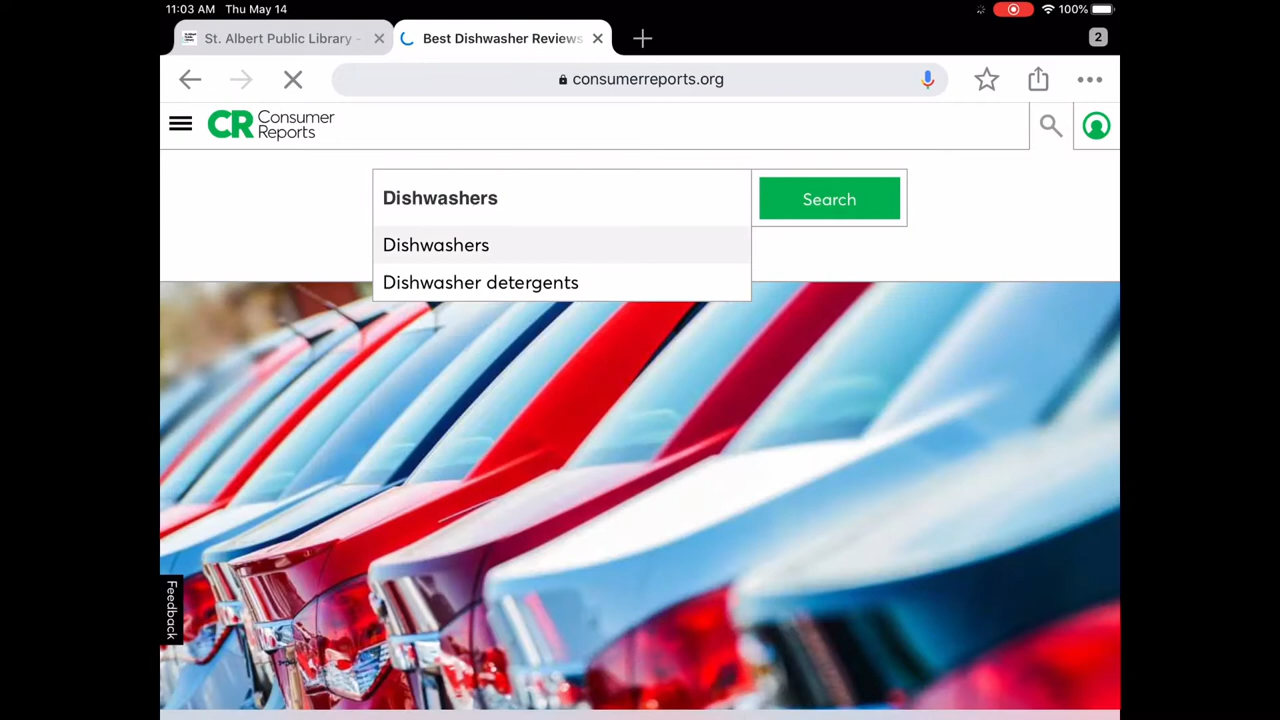 11:03 AM Thu May 14
100%
St. Albert Public Library -
Best Dishwasher Reviews
2
consumerreports.org
CR Consumer
Reports
Dishwashers
Search
Dishwashers
Dishwasher detergents
Feedback